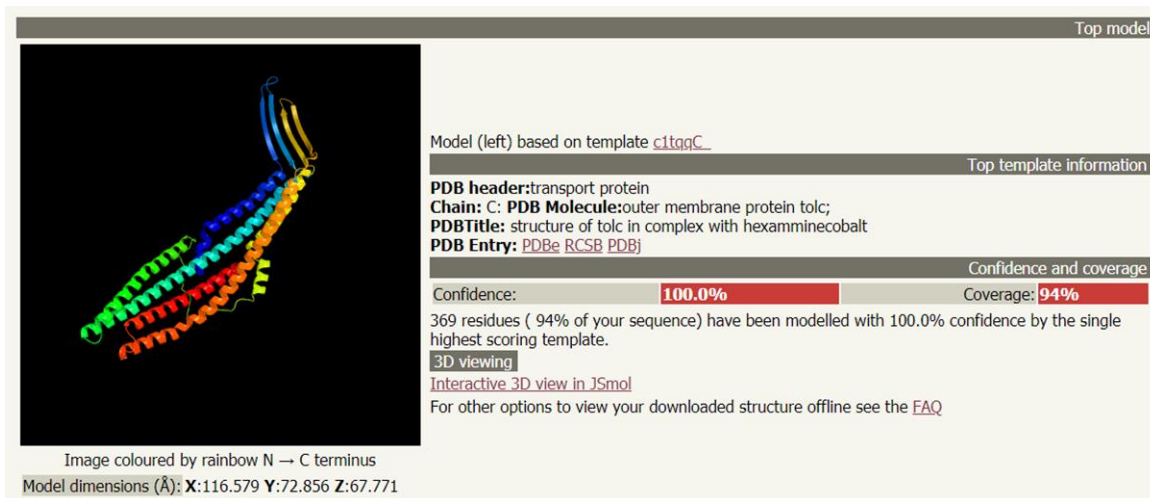 Top model
Model (left) based on template c1tqqC_
Top template information
PDB header:transport protein
Chain: C: PDB Molecule:outer membrane protein tolc;
PDBTitle: structure of tolc in complex with hexamminecobalt
PDB Entry: PDBe RCSB PDBj
Confidence and coverage
Confidence: 100.0% Coverage: 94%
369 residues ( 94% of your sequence) have been modelled with 100.0% confidence by the single
highest scoring template.
3D viewing
Interactive 3D view in JSmol
For other options to view your downloaded structure offline see the FAQ
Image coloured by rainbow N → C terminus
Model dimensions (Å): X:116.579 Y:72.856 Z:67.771